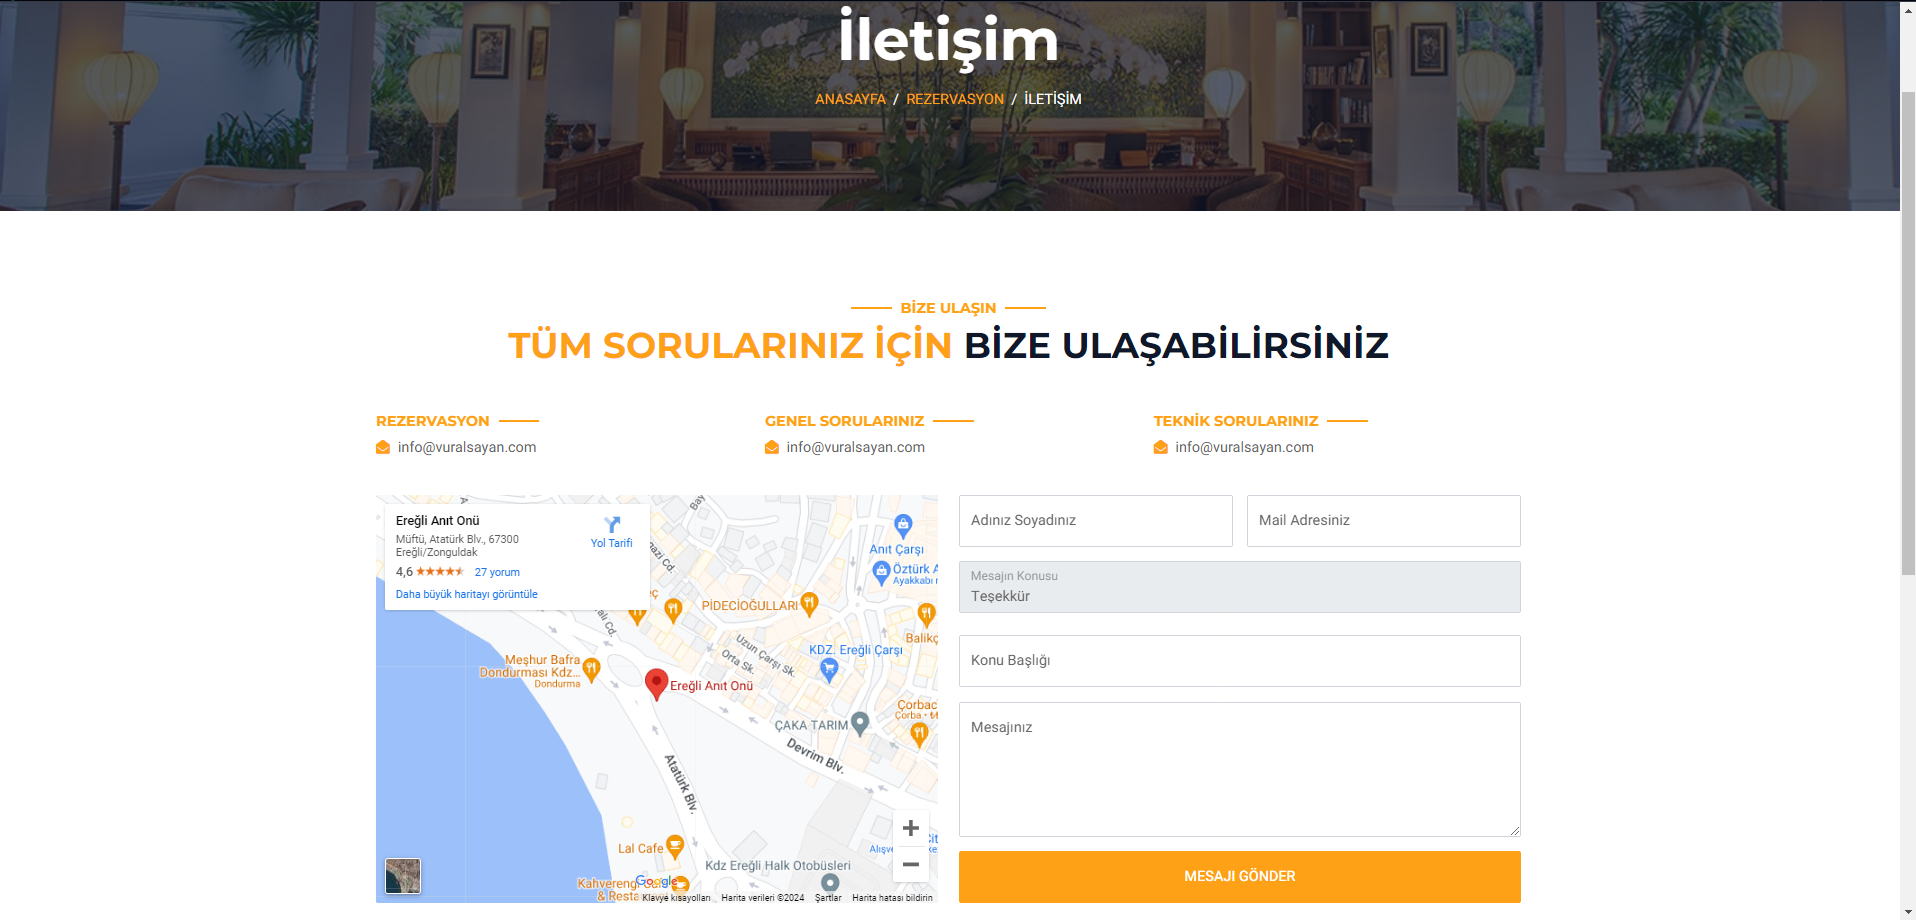 İletişim
ANASAYFA / REZERVASYON / İLETİŞİM
BİZE ULAŞIN
TÜM SORULARINIZ İÇİN BİZE ULAŞABİLİRSİNİZ
REZERVASYON
info@vuralsayan.com
GENEL SORULARINIZ
info@vuralsayan.com
TEKNİK SORULARINIZ
info@vuralsayan.com
Ereğli Anıt Onü
Müftü, Atatürk Blv., 67300
Ereğli/Zonguldak
Yol Tarifi
4,6 27 yorum
Daha büyük haritayı görüntüle
Anıt Çarşı
Öztürk A
Ayakkabı
PİDECİOĞULLARI
Balıkç
Uzun Çarşı Sk.
Orta Sk.
KDZ. Ereğli Çarşı
Meşhur Bafra
Dondurması Kdz...
Dondurma
Ereğli Anıt Onü
Çorbac
Çorba
ÇAKA TARIM
Devrim Blv.
Atatürk Blv.
Lal Cafe
Kdz Ereğli Halk Otobüsleri
Alışve
Kahvereng
& Resta
Google
Klavye kısayolları
Harita verileri ©2024
Şartlar
Harita hatası bildirin
Adınız Soyadınız
Mail Adresiniz
Mesajın Konusu
Teşekkür
Konu Başlığı
Mesajınız
MESAJI GÖNDER